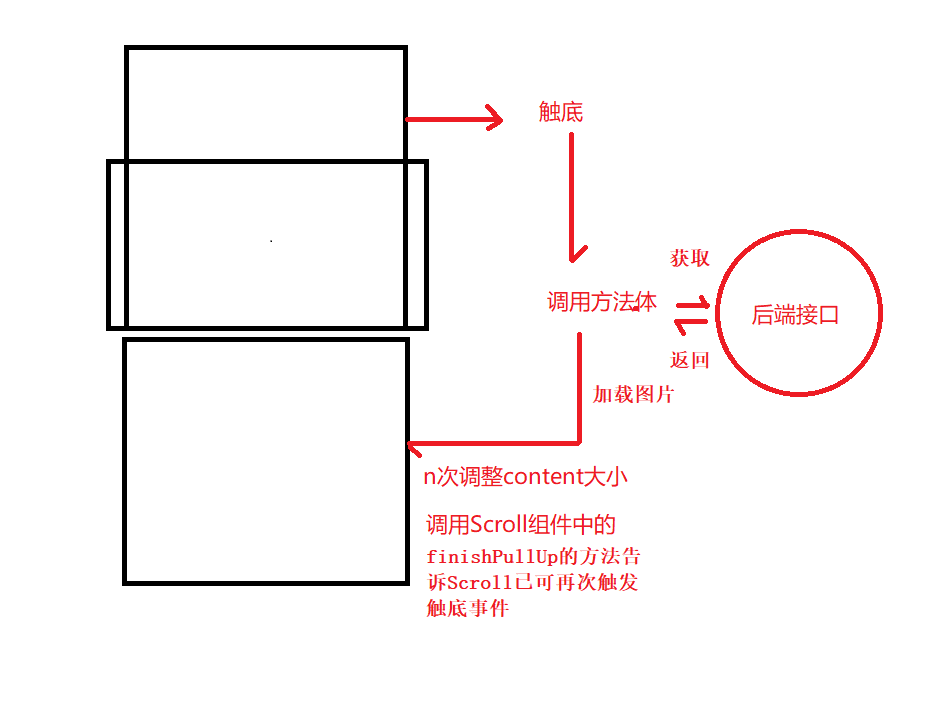 触底
获取
调用方法体
后端接口
返回
加载图片
n次调整content大小
调用Scroll组件中的
finishPullUp的方法告
诉Scroll已可再次触发
触底事件